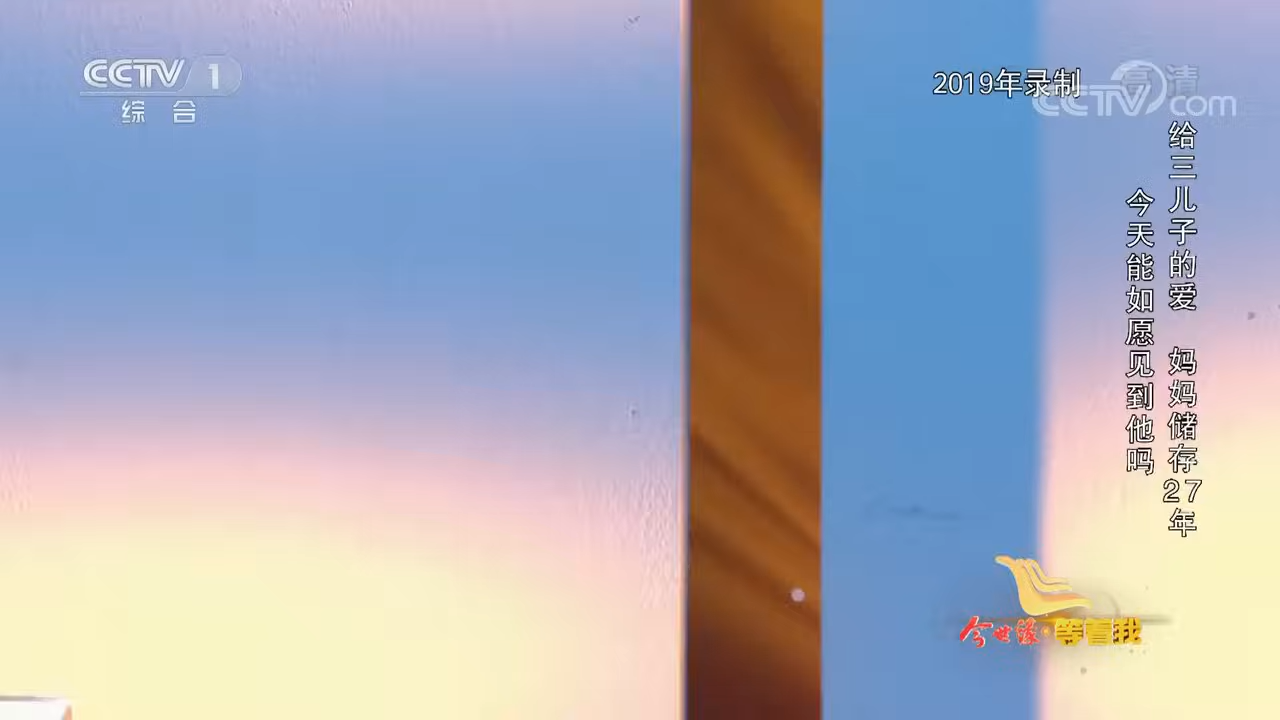 CCTV 1
综合
2019年录制
高清
CCTV com
给三儿子的爱 妈妈储存27年
今天能如愿见到他吗
今世缘·等着我